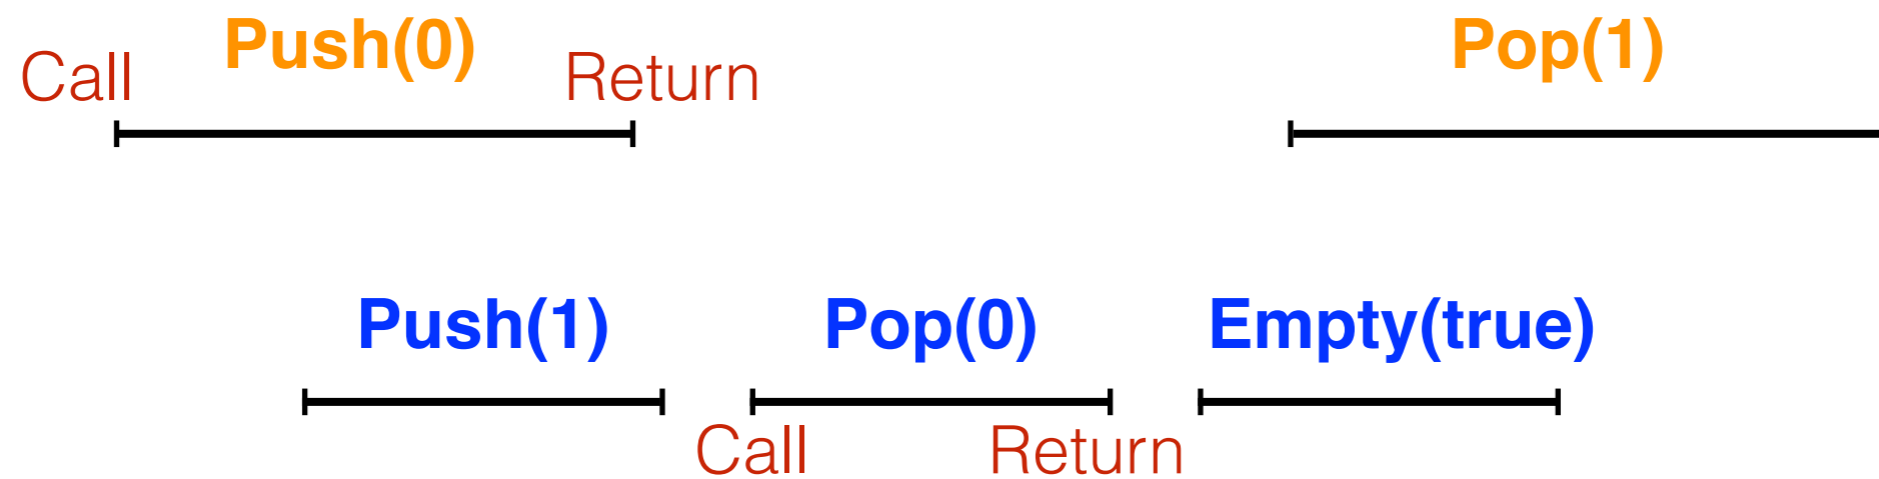 Push(0)
Pop(1)
Call
Return
Push(1)
Pop(0)
Empty(true)
Call
Return